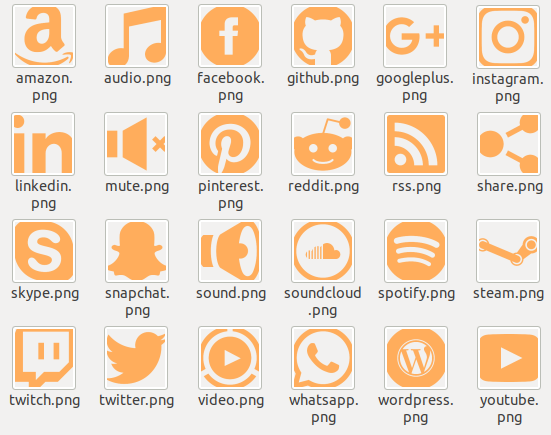 amazon.
png
audio.png
facebook.
png
github.png
googleplus.
png
instagram.
png
linkedin.
png
mute.png
pinterest.
png
reddit.png
rss.png
share.png
skype.png
snapchat.
png
sound.png
soundcloud
.png
spotify.png
steam.png
twitch.png
twitter.png
video.png
whatsapp.
png
wordpress.
png
youtube.
png